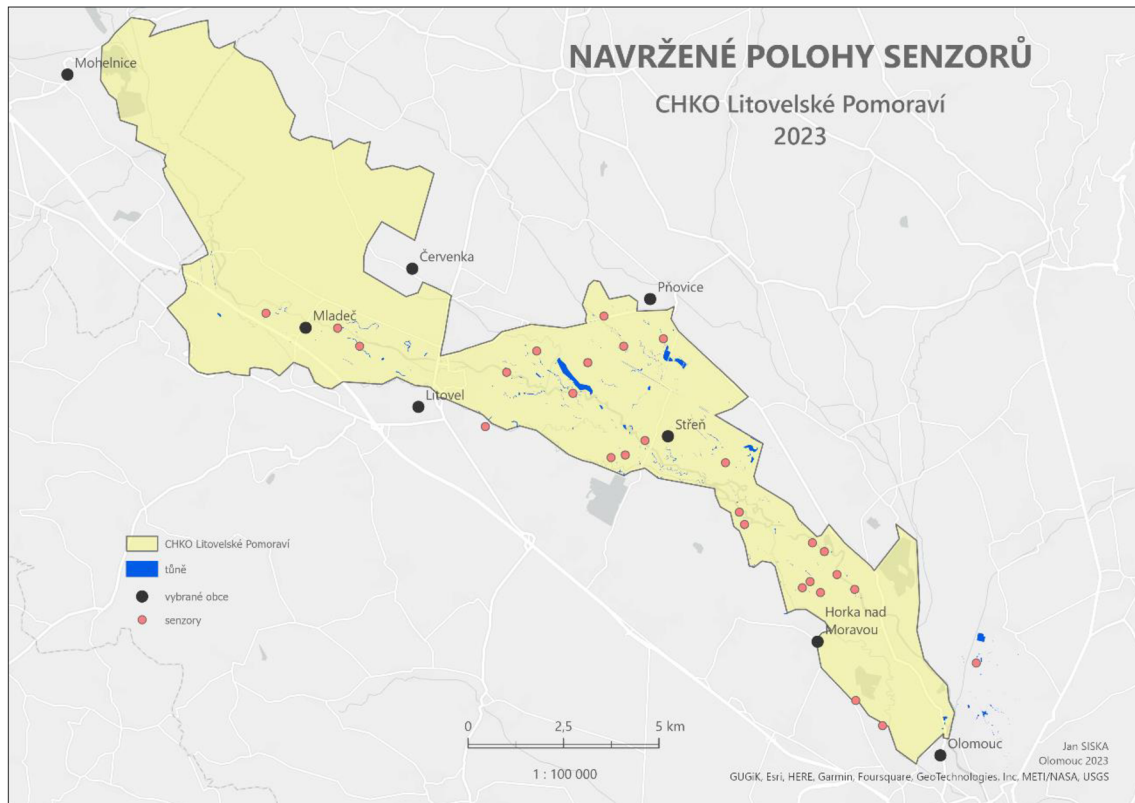 NAVRŽENÉ POLOHY SENZORŮ
CHKO Litovelské Pomoraví
2023
Mohelnice
Červenka
Pňovice
Mladeč
Litovel
Střeň
CHKO Litovelské Pomoraví
tůně
vybrané obce
senzory
Horka nad
Moravou
0 2,5 5 km
1 : 100 000
Olomouc
Jan SISKA
Olomouc 2023
GUGiK, Esri, HERE, Garmin, Foursquare, GeoTechnologies, Inc, METI/NASA, USGS